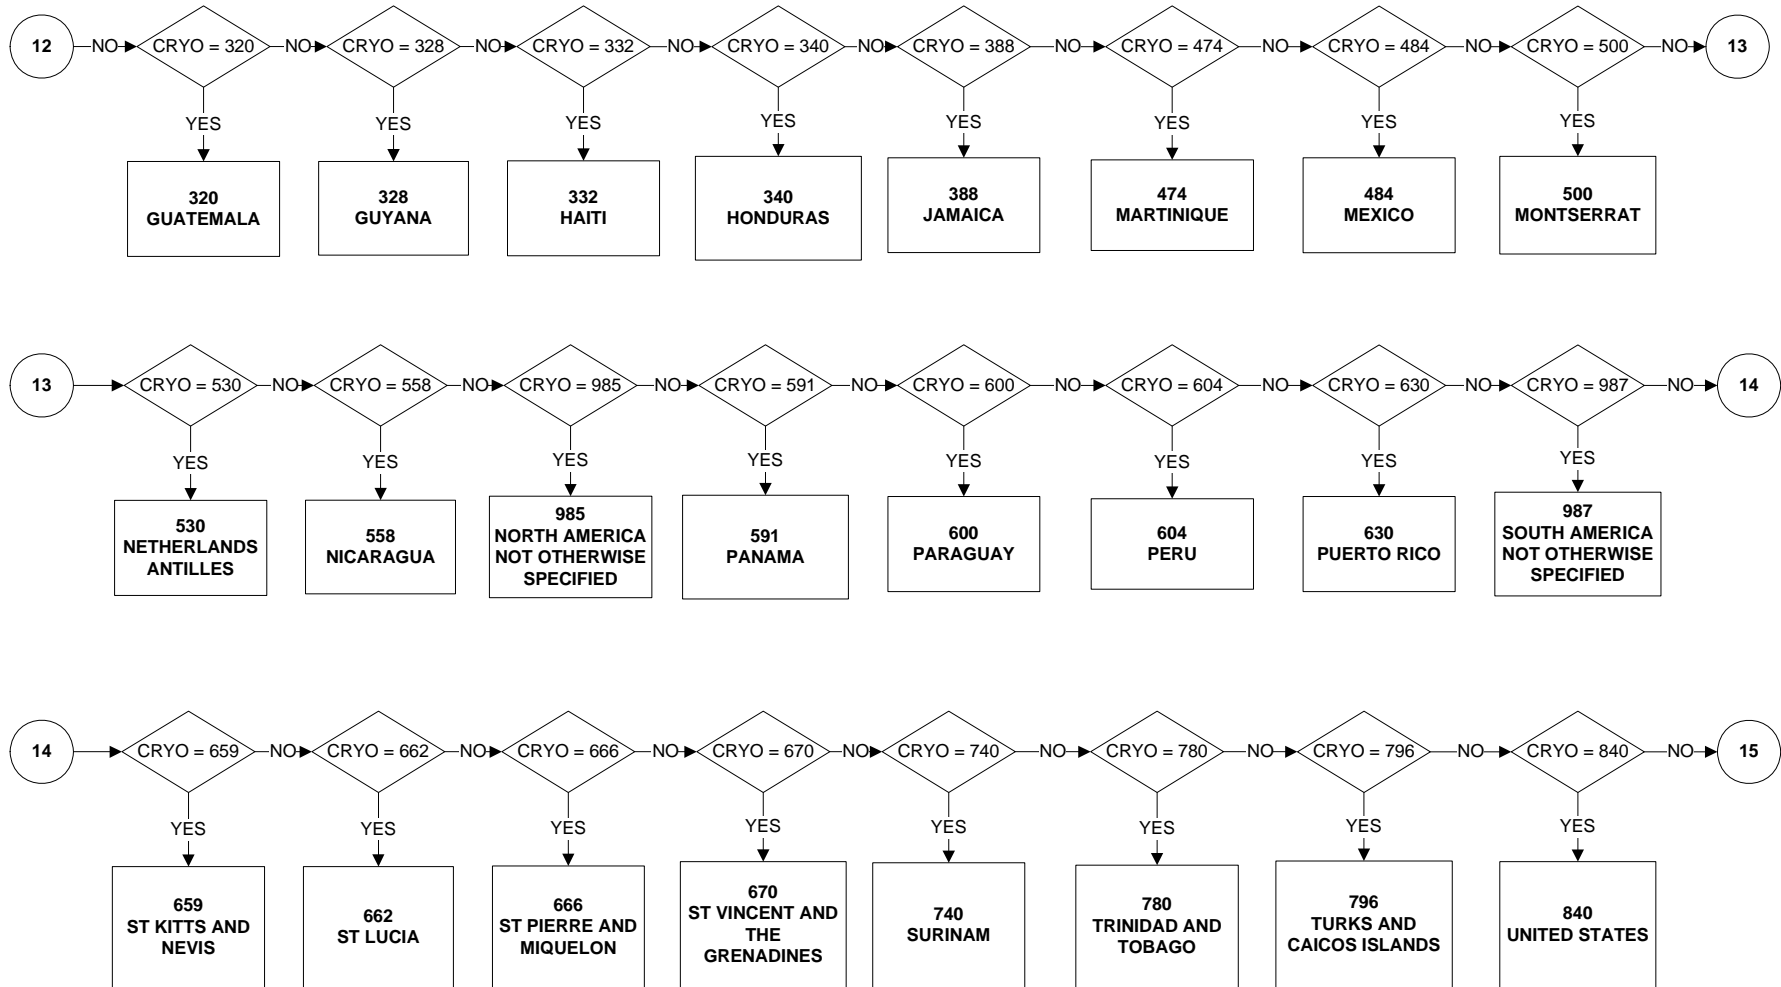 12 NO CRYO = 320 NO CRYO = 328 NO CRYO = 332 NO CRYO = 340 NO CRYO = 388 NO CRYO = 474 NO CRYO = 484 NO CRYO = 500 NO 13
YES YES YES YES YES YES YES YES
320
GUATEMALA
328
GUYANA
332
HAITI
340
HONDURAS
388
JAMAICA
474
MARTINIQUE
484
MEXICO
500
MONTSERRAT
13 CRYO = 530 NO CRYO = 558 NO CRYO = 985 NO CRYO = 591 NO CRYO = 600 NO CRYO = 604 NO CRYO = 630 NO CRYO = 987 NO 14
YES YES YES YES YES YES YES YES
530
NETHERLANDS
ANTILLES
558
NICARAGUA
985
NORTH AMERICA
NOT OTHERWISE
SPECIFIED
591
PANAMA
600
PARAGUAY
604
PERU
630
PUERTO RICO
987
SOUTH AMERICA
NOT OTHERWISE
SPECIFIED
14 CRYO = 659 NO CRYO = 662 NO CRYO = 666 NO CRYO = 670 NO CRYO = 740 NO CRYO = 780 NO CRYO = 796 NO CRYO = 840 NO 15
YES YES YES YES YES YES YES YES
659
ST KITTS AND
NEVIS
662
ST LUCIA
666
ST PIERRE AND
MIQUELON
670
ST VINCENT AND
THE
GRENADINES
740
SURINAM
780
TRINIDAD AND
TOBAGO
796
TURKS AND
CAICOS ISLANDS
840
UNITED STATES